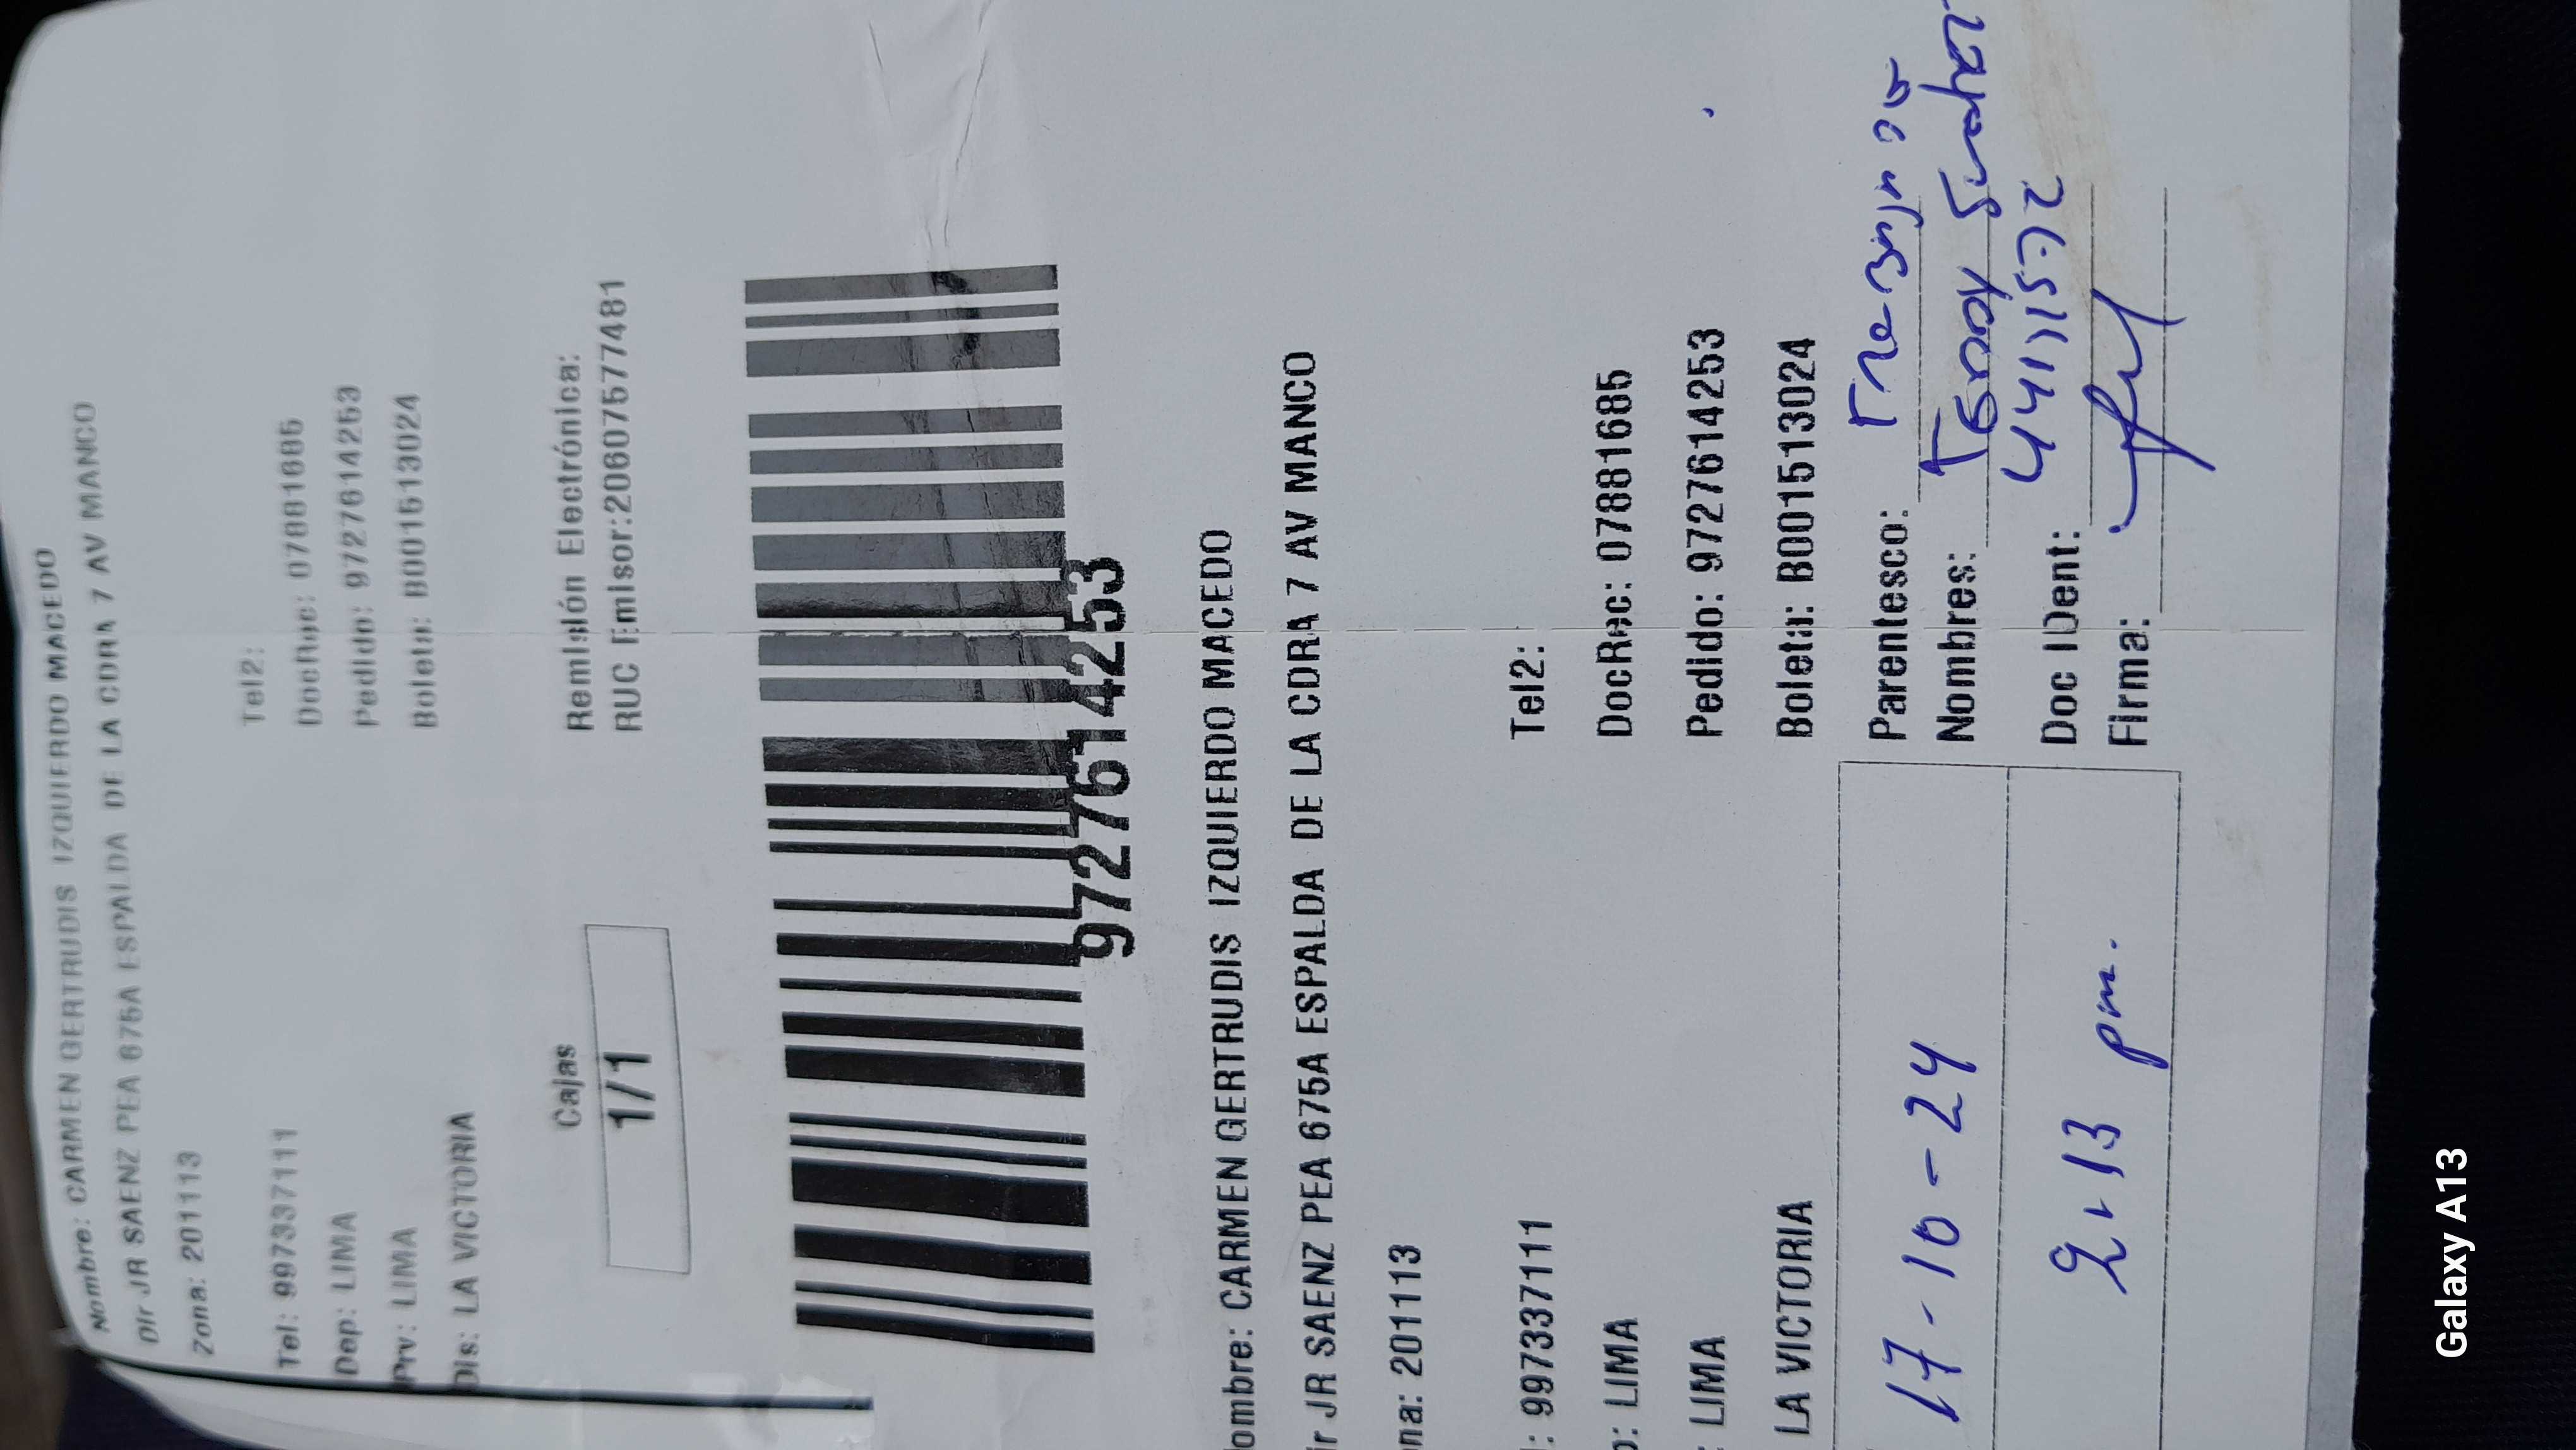 Nombre: CARMEN GERTRUDIS IZQUIERDO MACEDO
Dir JR SAENZ PEA 675A ESPALDA DE LA CDRA 7 AV MANCO
Zona: 201113
Tel: 997337111 Tel2:
Dep: LIMA DocRec: 07881685
Prv: LIMA Pedido: 9727614253
Dis: LA VICTORIA Boleta: B001513024
Cajas Remisión Electrónica:
1/1 RUC Emisor:20607577481
9727614253
ombre: CARMEN GERTRUDIS IZQUIERDO MACEDO
ir JR SAENZ PEA 675A ESPALDA DE LA CDRA 7 AV MANCO
na: 201113
: 997337111 Tel2:
p: LIMA DocRec: 07881685
: LIMA Pedido: 9727614253
LA VICTORIA Boleta: B001513024
17-10-24 Parentesco:
Nombres:
2:13 pm. Doc IDent:
Firma:
Galaxy A13